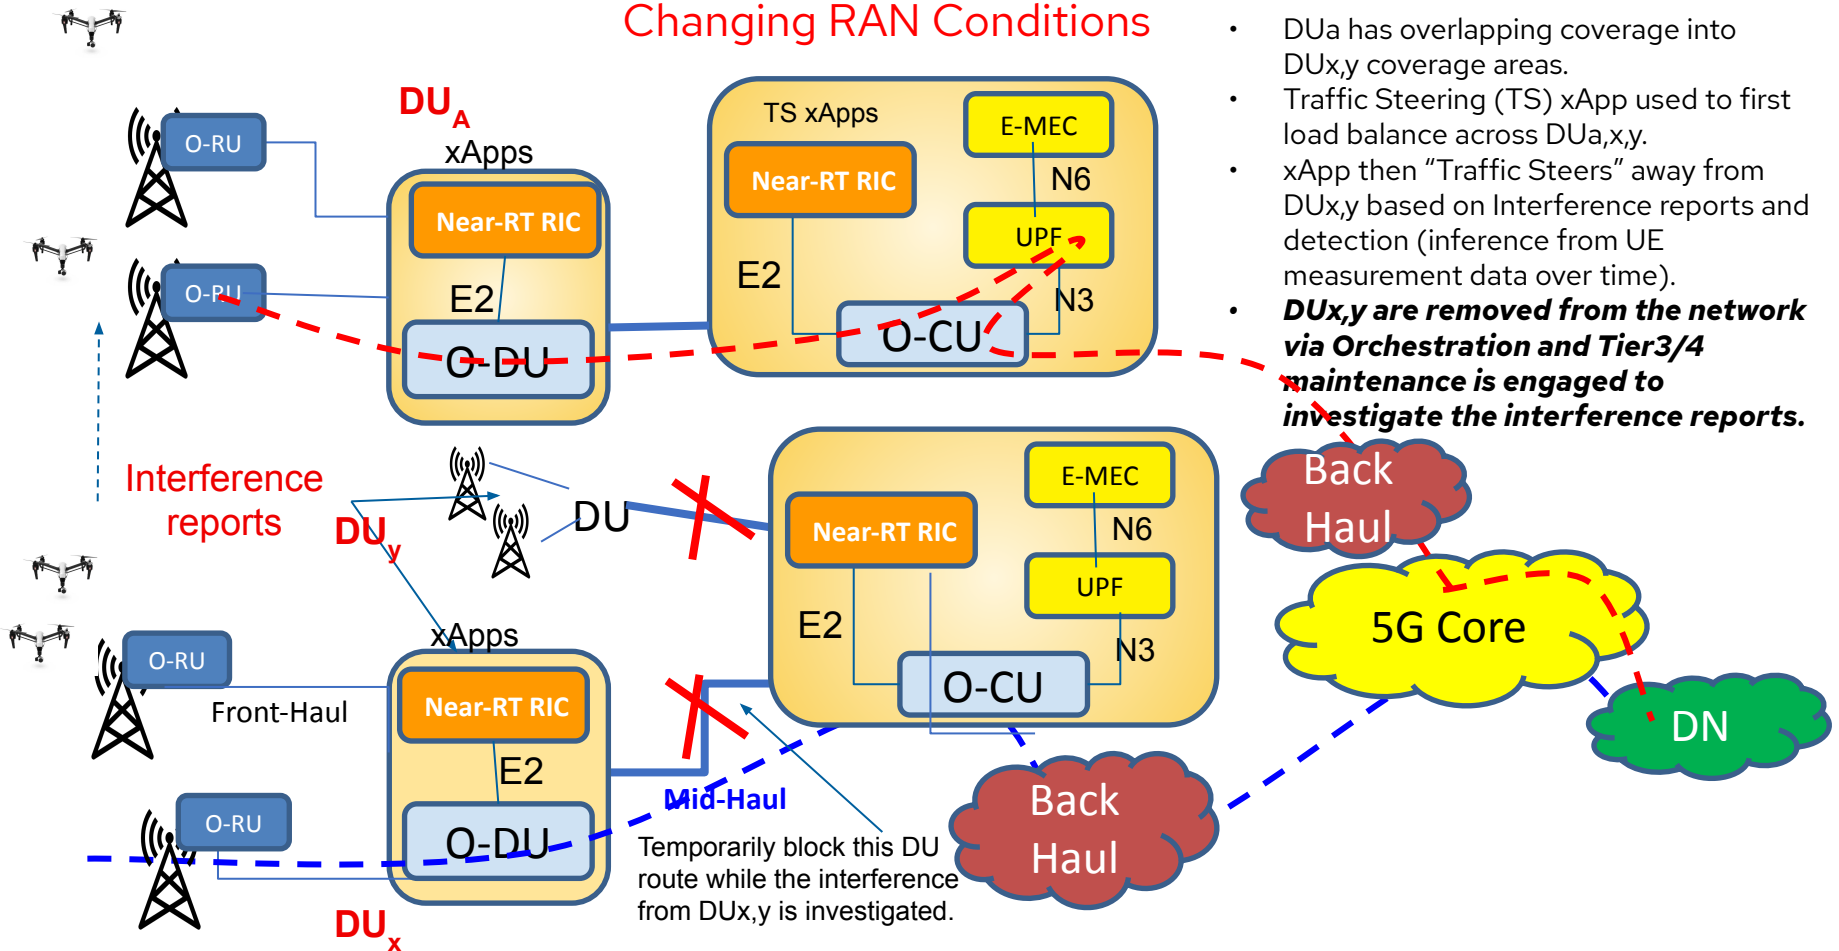 Changing RAN Conditions
• DUa has overlapping coverage into
DUx,y coverage areas.
• Traffic Steering (TS) xApp used to first
load balance across DUa,x,y.
• xApp then “Traffic Steers” away from
DUx,y based on Interference reports and
detection (inference from UE
measurement data over time).
• DUx,y are removed from the network
via Orchestration and Tier3/4
maintenance is engaged to
investigate the interference reports.
DUA
xApps
O-RU
Near-RT RIC
E2
O-RU
O-DU
TS xApps
Near-RT RIC
E2
E-MEC
N6
UPF
N3
O-CU
Interference
reports
DUy
DU
Near-RT RIC
E2
E-MEC
N6
UPF
N3
O-CU
Back
Haul
5G Core
DN
xApps
O-RU
Front-Haul
Near-RT RIC
E2
O-RU
O-DU
DUx
Mid-Haul
Temporarily block this DU
route while the interference
from DUx,y is investigated.
Back
Haul